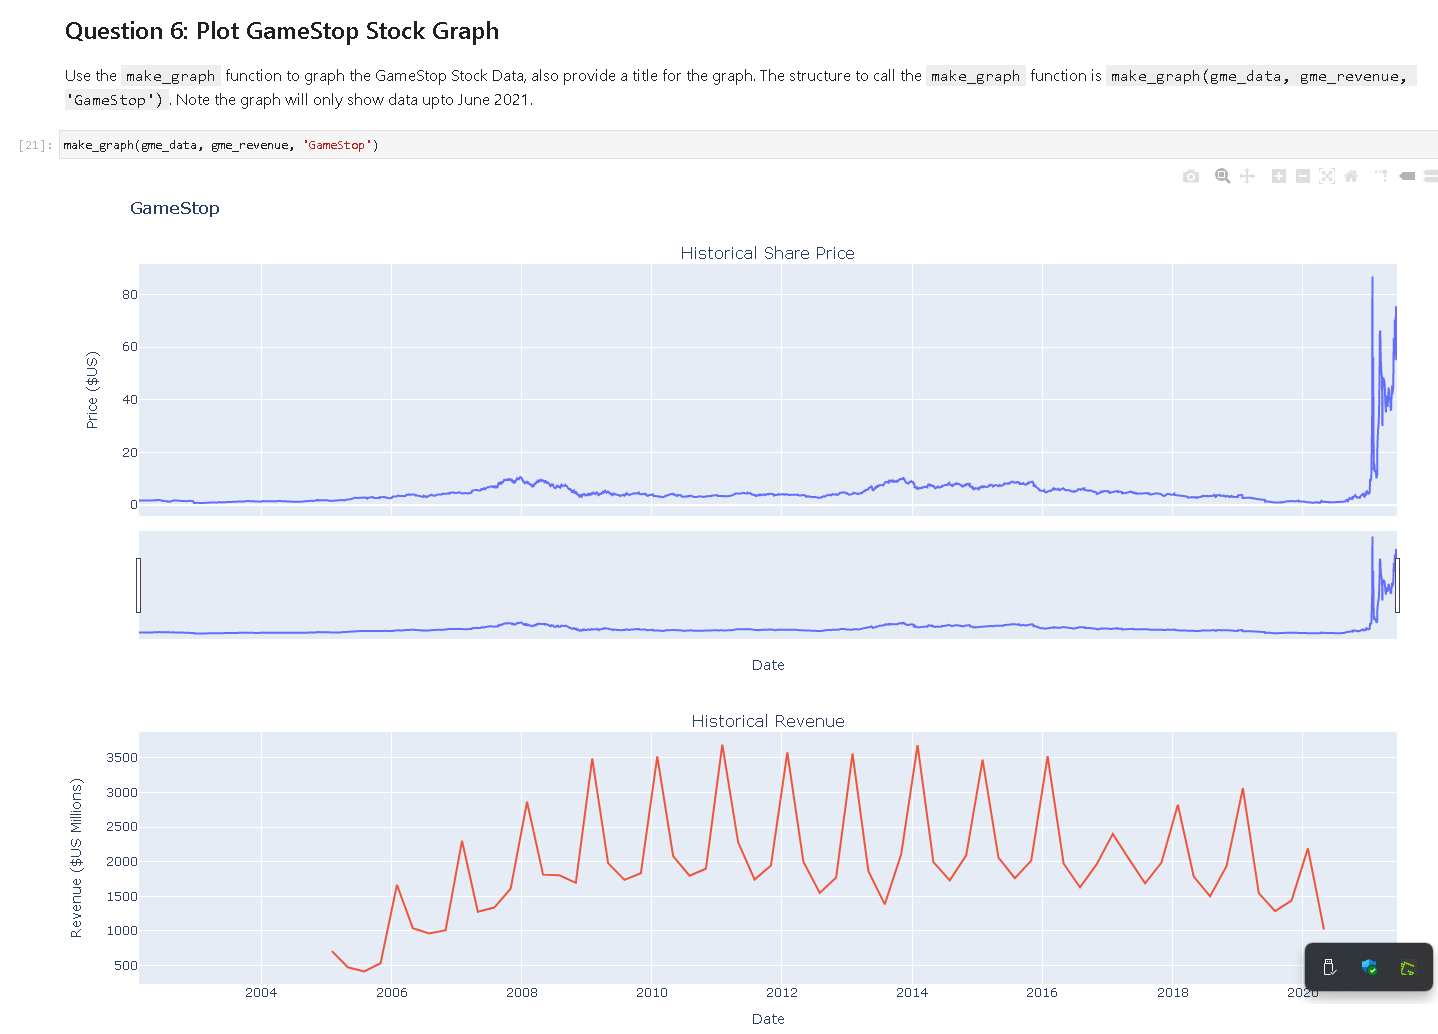 Question 6: Plot GameStop Stock Graph
Use the make_graph function to graph the GameStop Stock Data, also provide a title for the graph. The structure to call the make_graph function is make_graph(gme_data, gme_revenue,
'GameStop') . Note the graph will only show data upto June 2021.
[21]: make_graph(gme_data, gme_revenue, 'GameStop')
GameStop
Historical Share Price
80
60
40
20
0
Price ($US)
2004 2006 2008 2010 2012 2014 2016 2018 2020
Date
Historical Revenue
3500
3000
2500
2000
1500
1000
500
Revenue ($US Millions)
Date